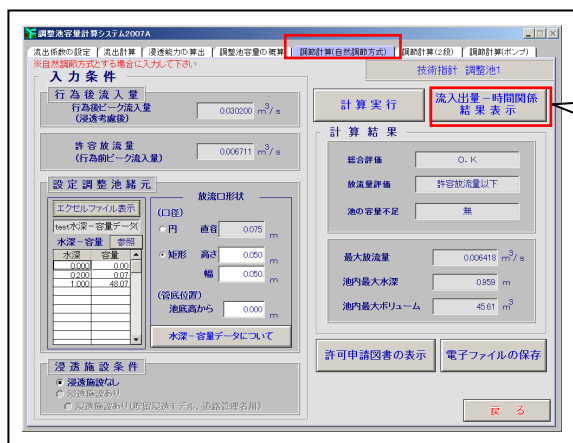 調整池容量計算システム2007A
流出係数の設定 流出計算 浸透能力の算出 調整池容量の概算 調節計算(自然調節方式) 調節計算(2段) 調節計算(ポンプ)
※自然調節方式とする場合に入力して下さい
技術指針 調整池1
入力条件
行為後流入量
行為後ピーク流入量
(浸透考慮後)
0.030200 m3/s
許容放流量
(行為前ピーク流入量)
0.006711 m3/s
設定調整池緒元
エクセルファイル表示
test水深-容量データ(
水深-容量 参照
水深 容量
0.000 0.00
0.200 0.07
1.000 48.07
放流口形状
(口径)
円 直径 0.075 m
矩形 高さ 0.050 m
幅 0.050 m
(管底位置)
池底高から 0.000 m
水深-容量データについて
浸透施設条件
浸透施設なし
浸透施設あり
浸透施設あり(貯留浸透モデル、道路管理者用)
計算実行
流入出量-時間関係
結果表示
計算結果
総合評価 O.K
放流量評価 許容放流量以下
池の容量不足 無
最大放流量 0.006418 m3/s
池内最大水深 0.959 m
池内最大ボリューム 45.61 m3
許可申請図書の表示
電子ファイルの保存
戻る